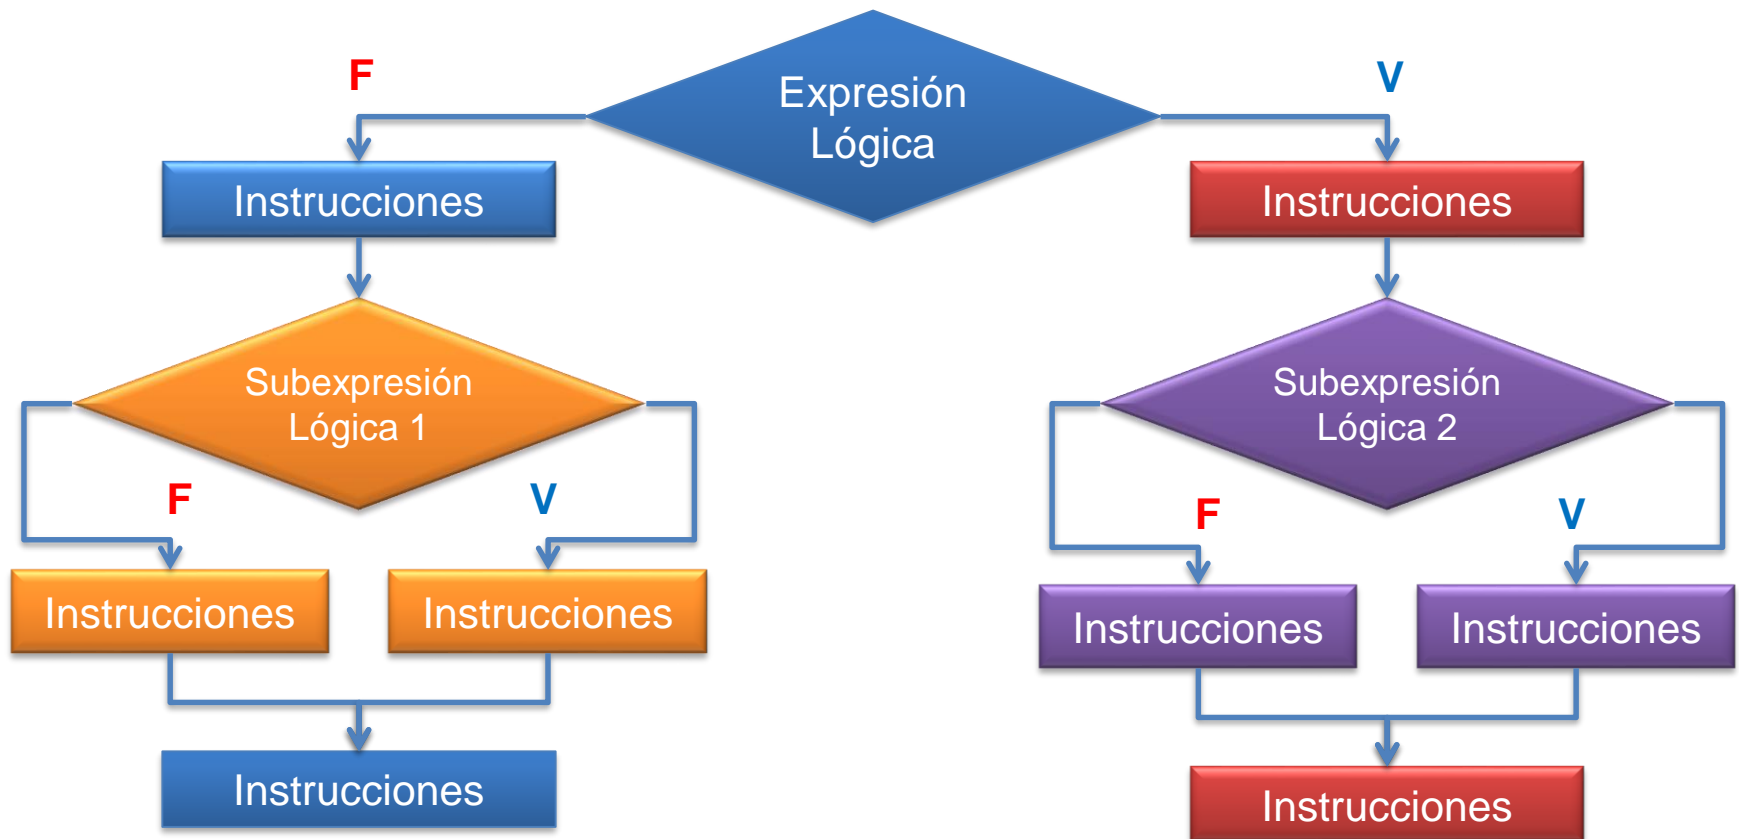 F
V
Expresión
Lógica
Instrucciones
Instrucciones
Subexpresión
Lógica 1
Subexpresión
Lógica 2
F
V
F
V
Instrucciones
Instrucciones
Instrucciones
Instrucciones
Instrucciones
Instrucciones